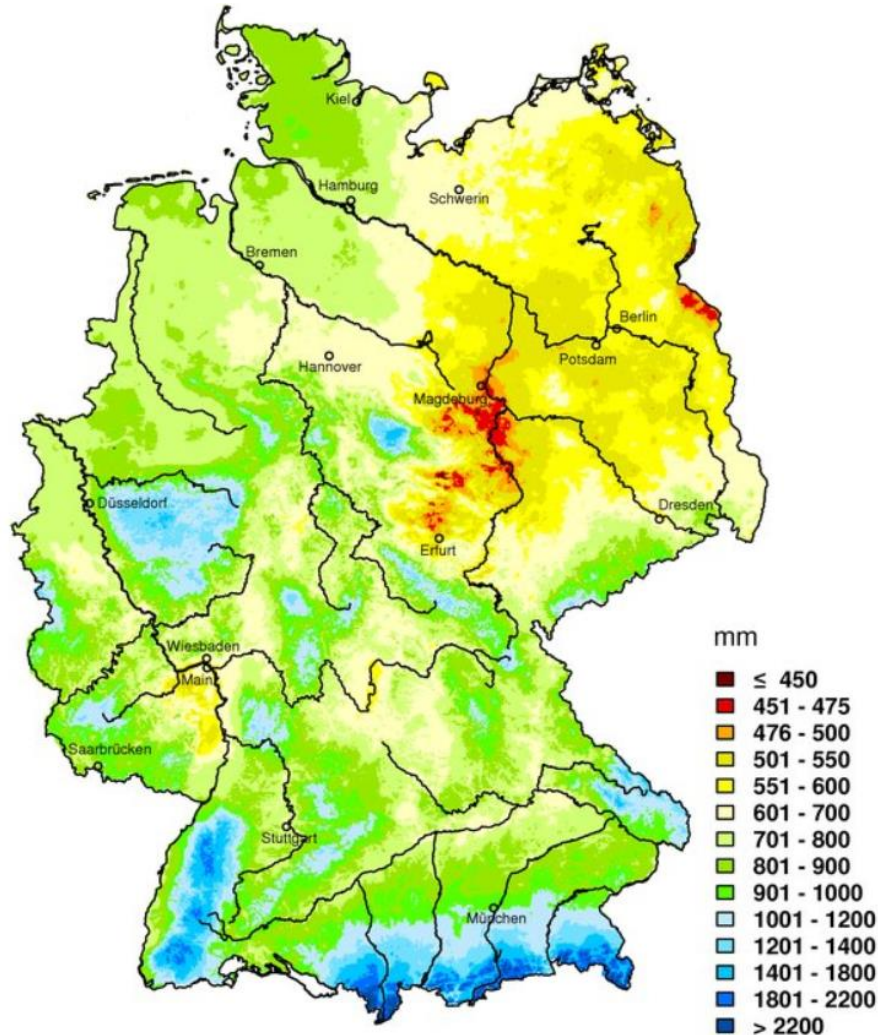 Kiel
Hamburg
Schwerin
Bremen
Berlin
Potsdam
Hannover
Magdeburg
Düsseldorf
Dresden
Erfurt
Wiesbaden
Main
Saarbrücken
Stuttgart
München
mm
≤ 450
451 - 475
476 - 500
501 - 550
551 - 600
601 - 700
701 - 800
801 - 900
901 - 1000
1001 - 1200
1201 - 1400
1401 - 1800
1801 - 2200
> 2200